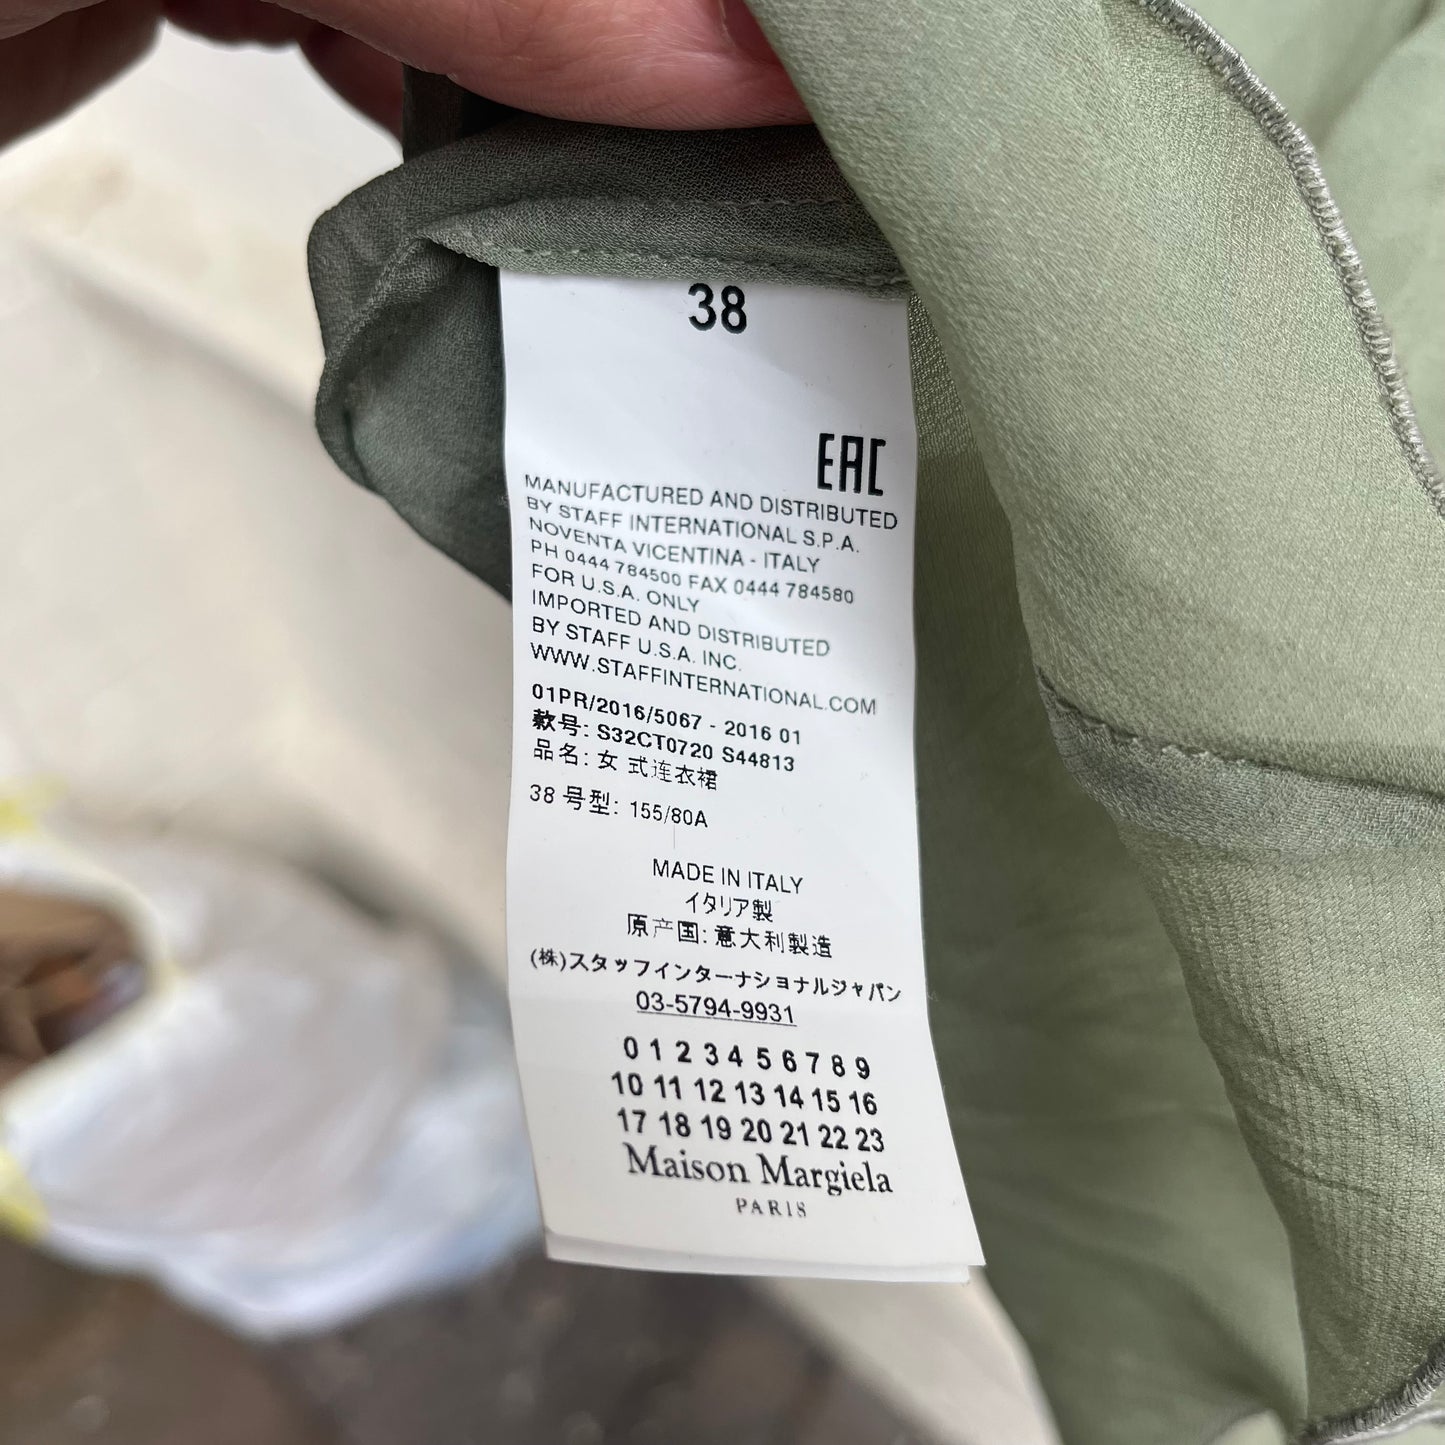 38
EAC
MANUFACTURED AND DISTRIBUTED
BY STAFF INTERNATIONAL S.P.A.
NOVENTA VICENTINA - ITALY
PH 0444 784500 FAX 0444 784580
FOR U.S.A. ONLY
IMPORTED AND DISTRIBUTED
BY STAFF U.S.A. INC.
WWW.STAFFINTERNATIONAL.COM
01PR/2016/5067 - 2016 01
款号: S32CT0720 S44813
品名: 女 式连衣裙
38 号型: 155/80A
MADE IN ITALY
イタリア製
原产国: 意大利製造
(株)スタッフインターナショナルジャパン
03-5794-9931
0 1 2 3 4 5 6 7 8 9
10 11 12 13 14 15 16
17 18 19 20 21 22 23
Maison Margiela
PARIS